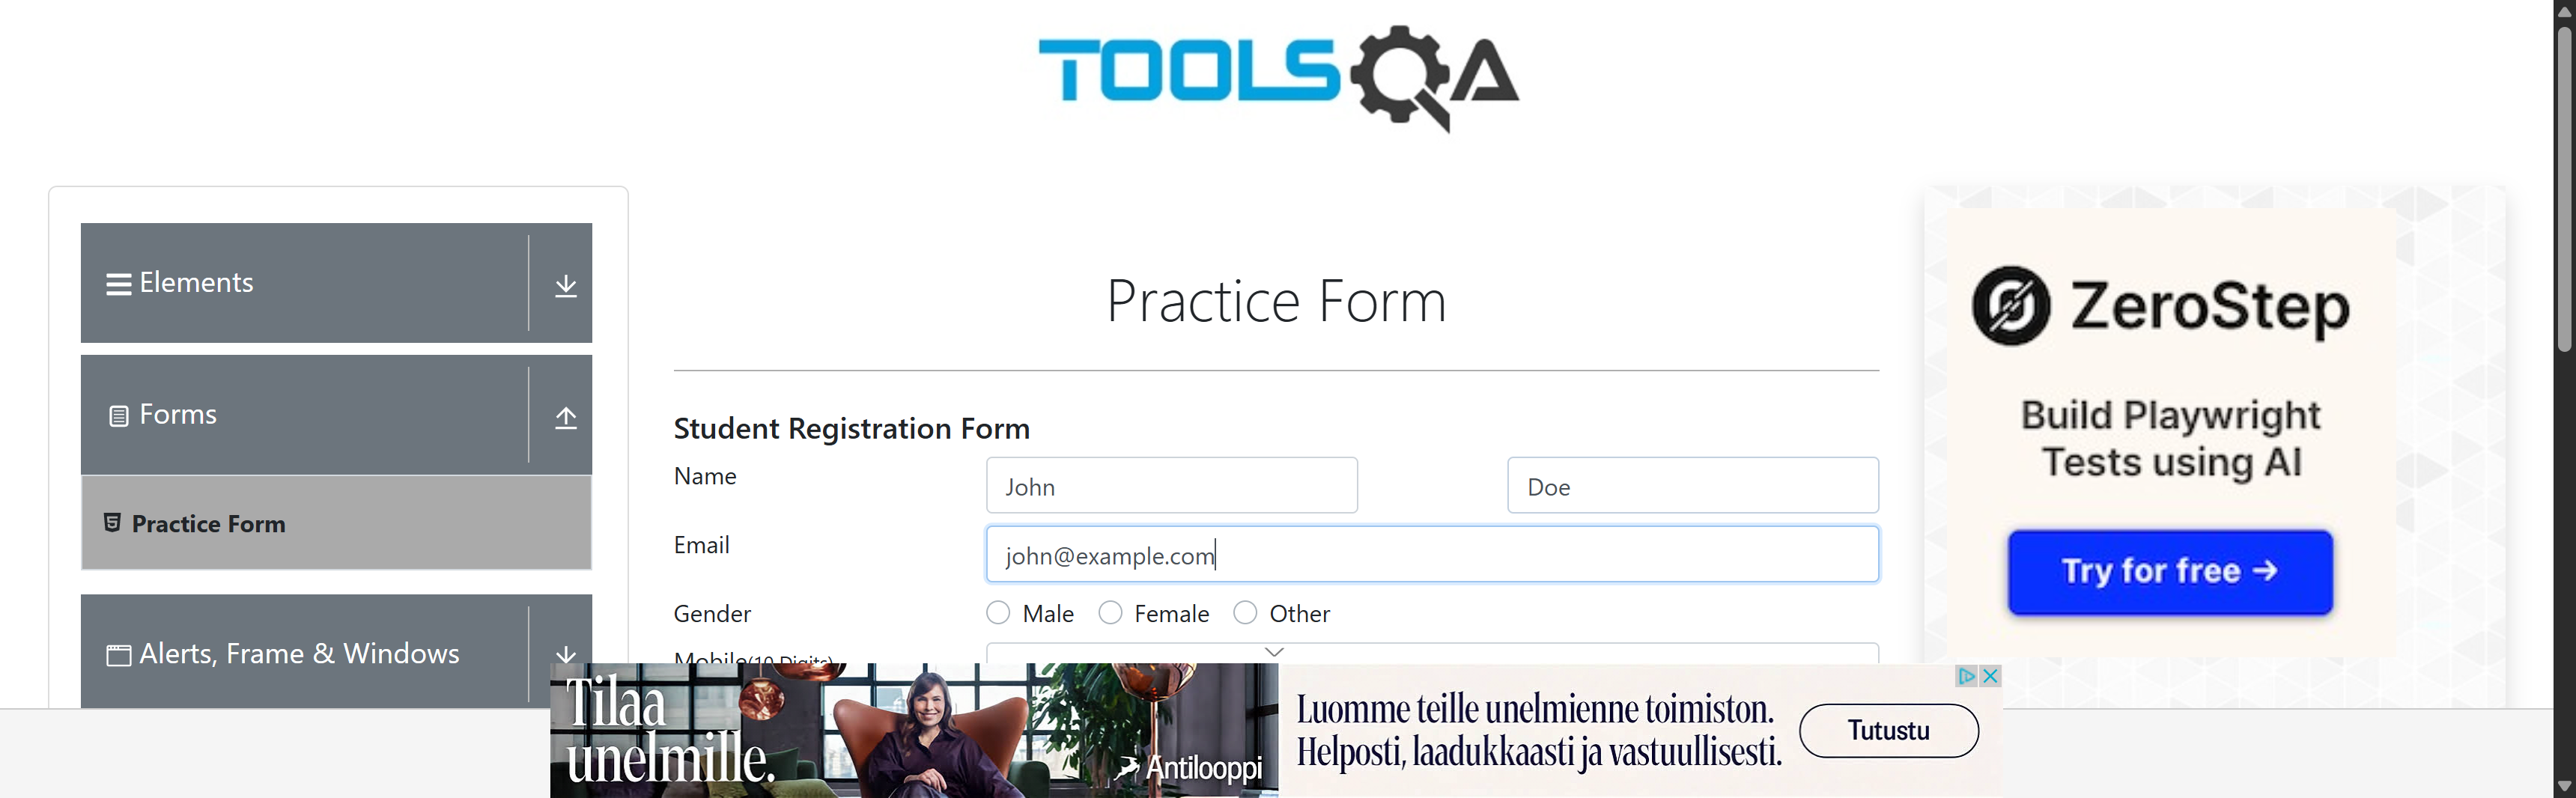 TOOLSQA
Elements
Forms
Practice Form
Alerts, Frame & Windows
Practice Form
Student Registration Form
Name
John
Doe
Email
john@example.com
Gender
Male
Female
Other
Mobile(10 Digits)
ZeroStep
Build Playwright
Tests using AI
Try for free →
Tilaa
unelmille.
Antilooppi
Luomme teille unelmienne toimiston.
Helposti, laadukkaasti ja vastuullisesti.
Tutustu